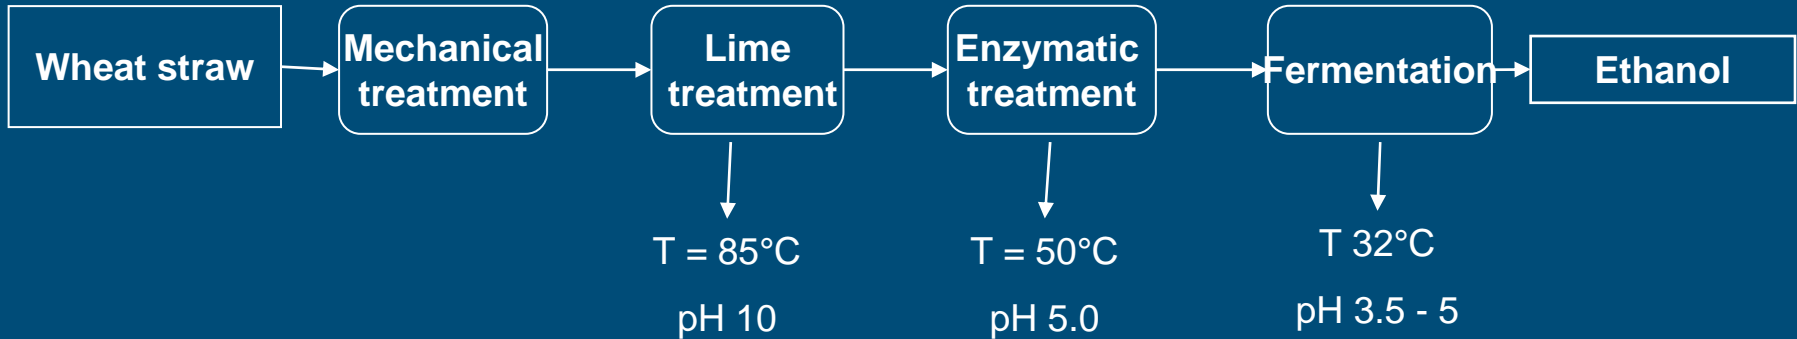 Wheat straw
Mechanical
treatment
Lime
treatment
Enzymatic
treatment
Fermentation
Ethanol
T = 85°C
pH 10
T = 50°C
pH 5.0
T 32°C
pH 3.5 - 5